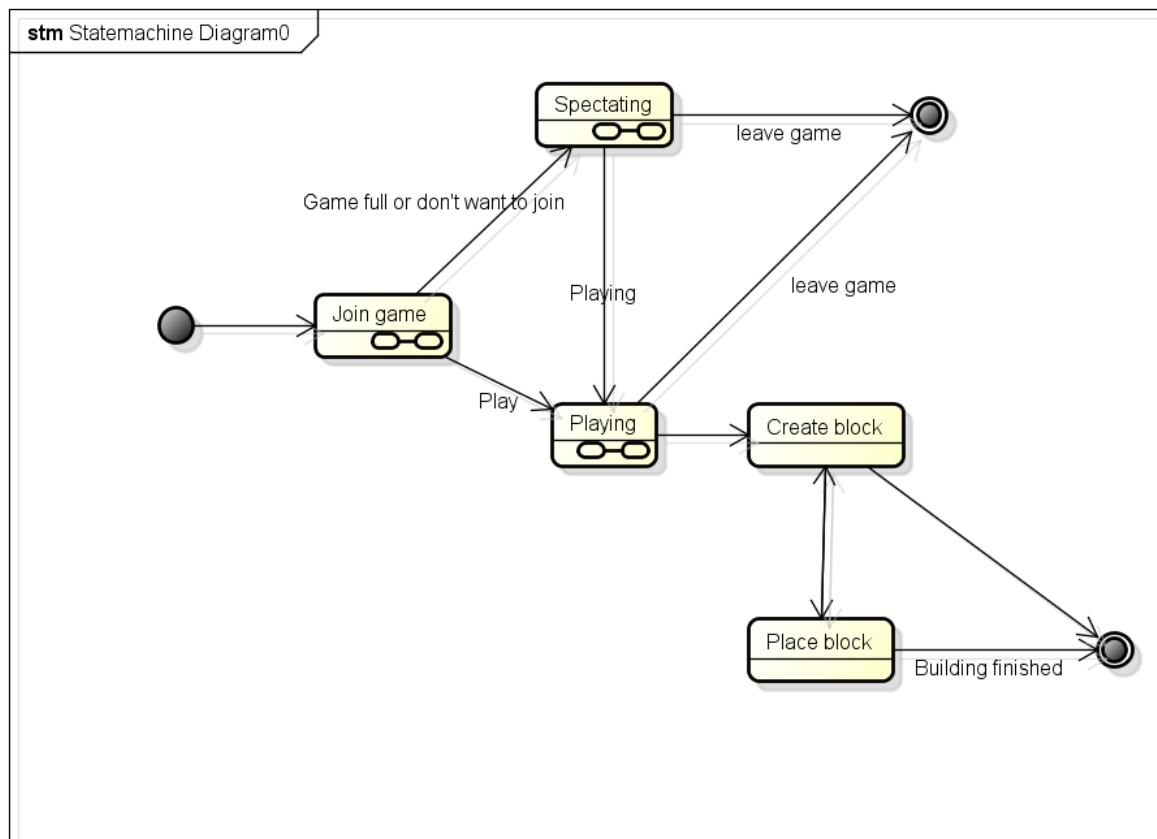 stm Statemachine Diagram0
Spectating
leave game
Game full or don't want to join
Playing
leave game
Join game
Play
Playing
Create block
Place block
Building finished